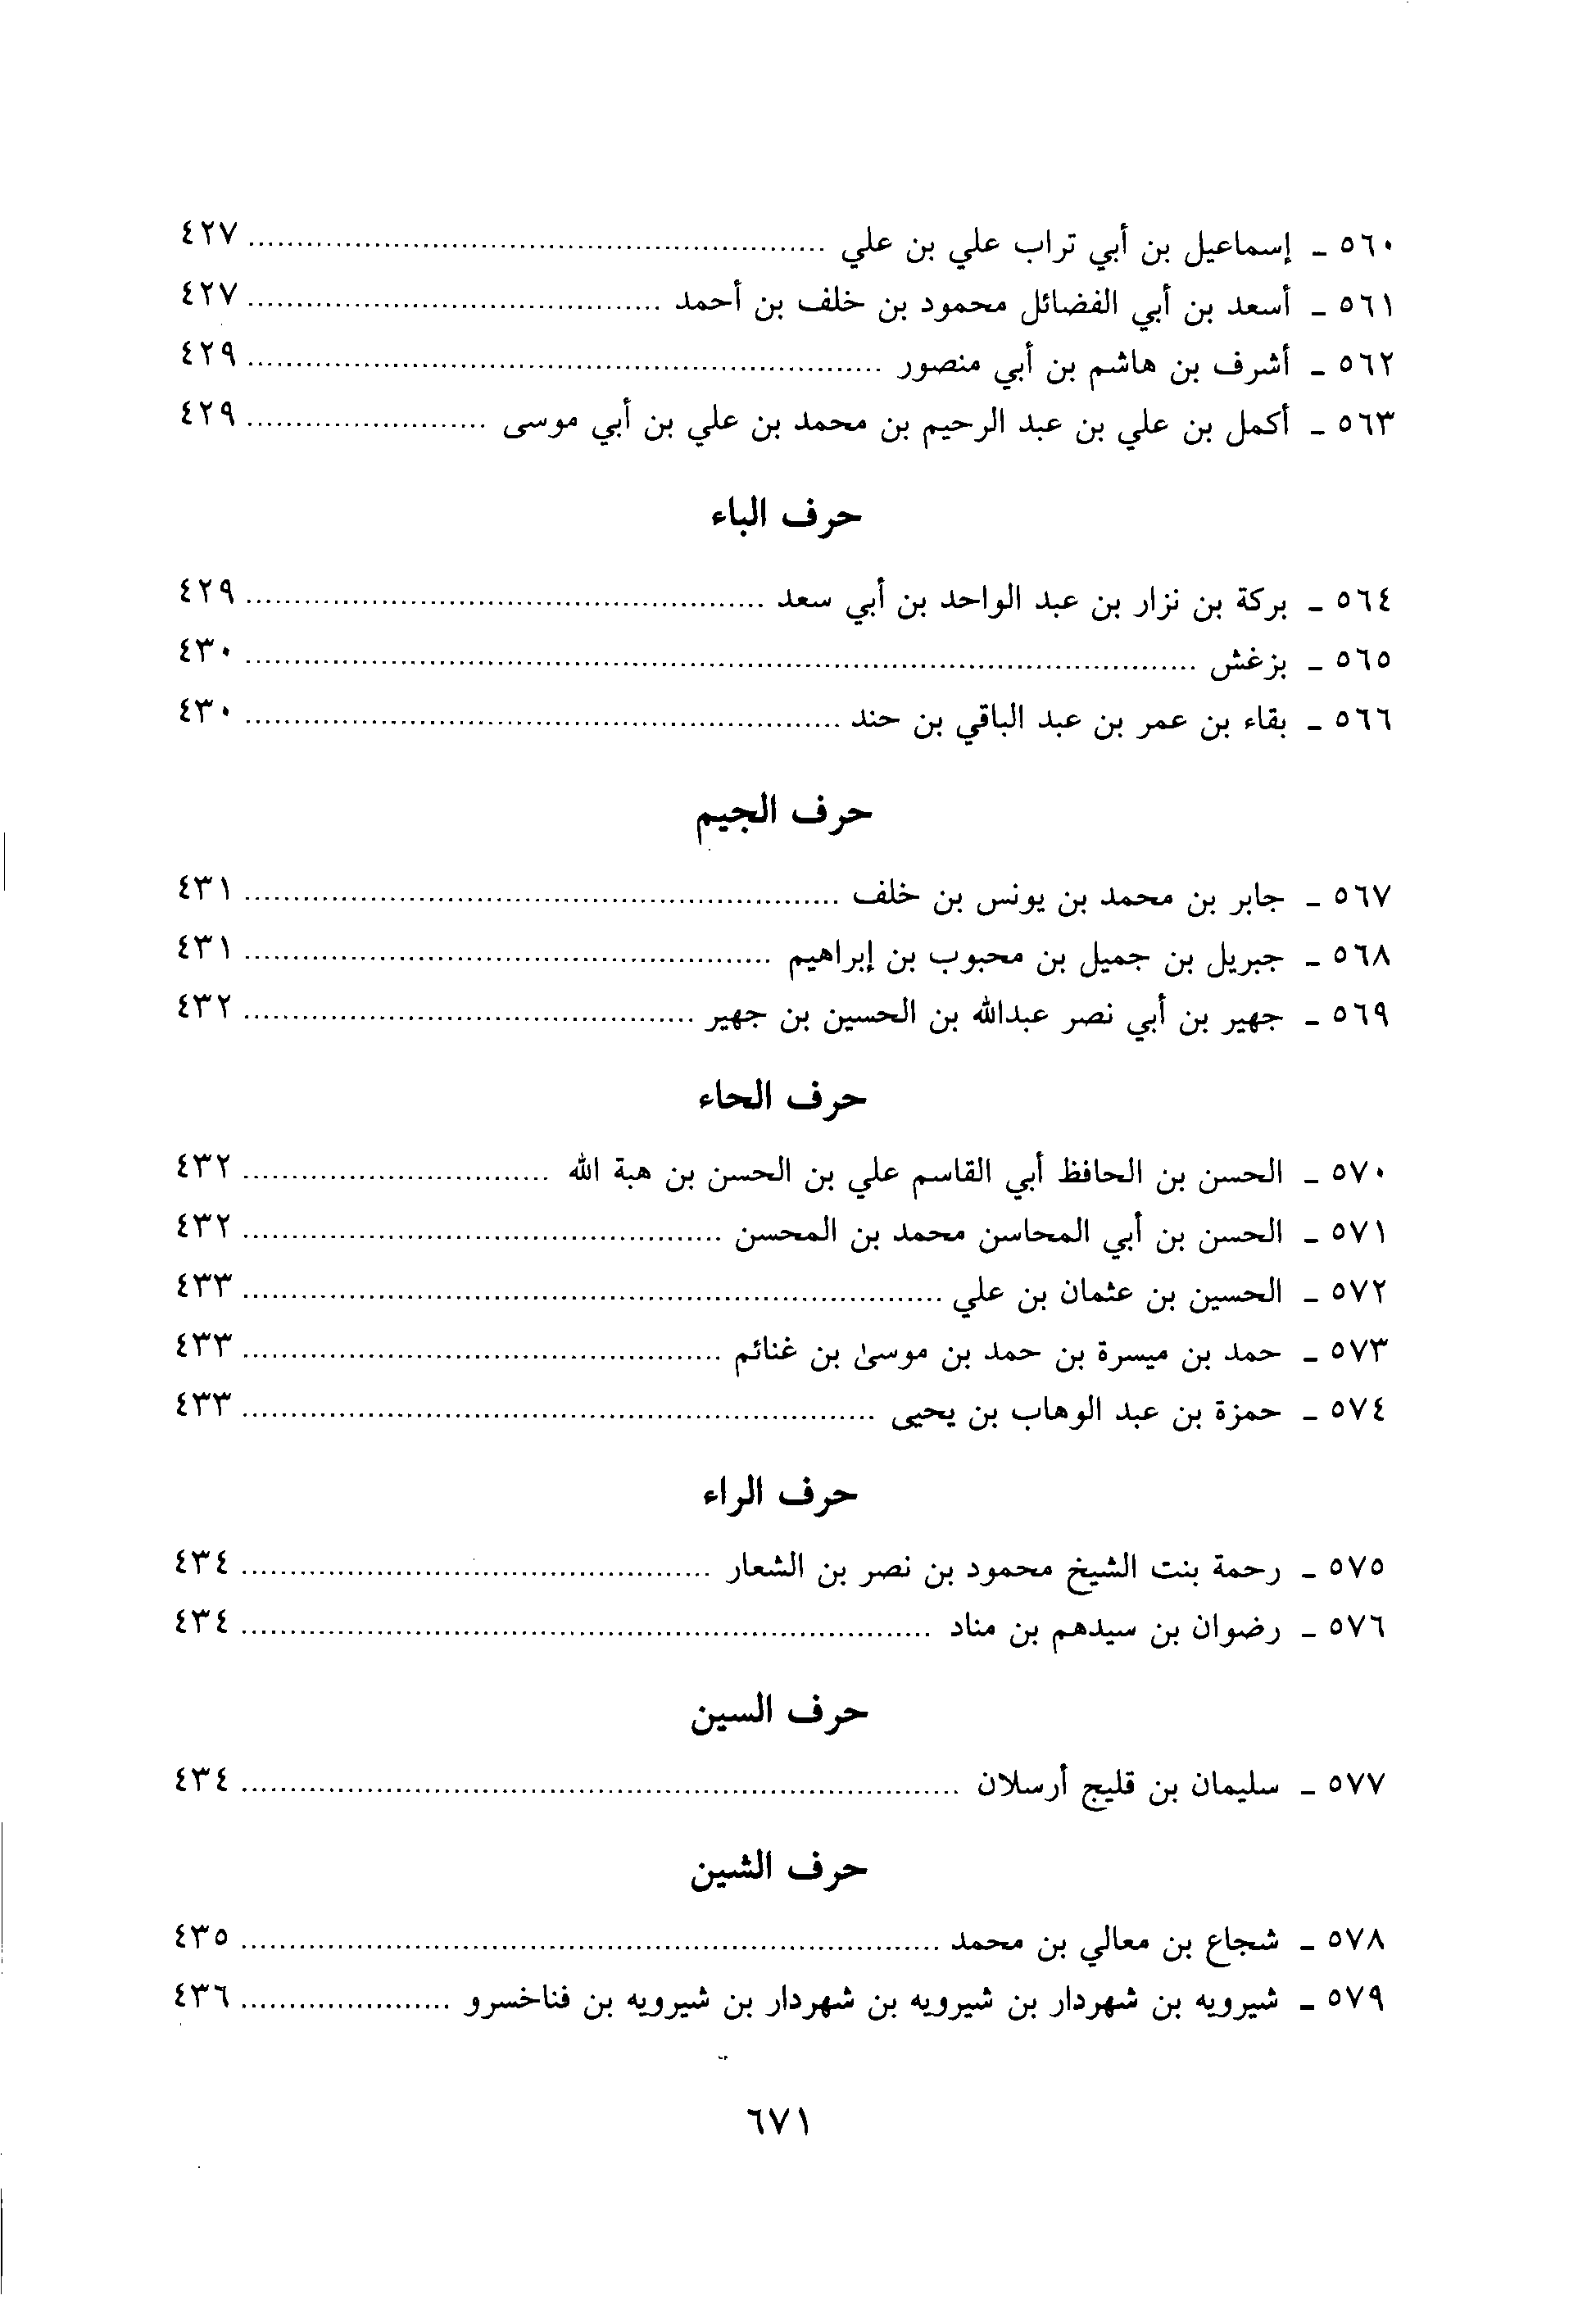 ٥٦٠ ـ إسماعيل بن أبي تراب علي بن علي ........................ ٤٢٧
٥٦١ ـ أسعد بن أبي الفضائل محمود بن خلف بن أحمد ........................ ٤٢٧
٥٦٢ ـ أشرف بن هاشم بن أبي منصور ........................ ٤٢٩
٥٦٣ ـ أكمل بن علي بن عبد الرحيم بن محمد بن علي بن أبي موسى ........................ ٤٢٩
حرف الباء
٥٦٤ ـ بركة بن نزار بن عبد الواحد بن أبي سعد ........................ ٤٢٩
٥٦٥ ـ بزغش ........................ ٤٣٠
٥٦٦ ـ بقاء بن عمر بن عبد الباقي بن حند ........................ ٤٣٠
حرف الجيم
٥٦٧ ـ جابر بن محمد بن يونس بن خلف ........................ ٤٣١
٥٦٨ ـ جبريل بن جميل بن محبوب بن إبراهيم ........................ ٤٣١
٥٦٩ ـ جهير بن أبي نصر عبدالله بن الحسين بن جهير ........................ ٤٣٢
حرف الحاء
٥٧٠ ـ الحسن بن الحافظ أبي القاسم علي بن الحسن بن هبة الله ........................ ٤٣٢
٥٧١ ـ الحسن بن أبي المحاسن محمد بن المحسن ........................ ٤٣٢
٥٧٢ ـ الحسين بن عثمان بن علي ........................ ٤٣٣
٥٧٣ ـ حمد بن ميسرة بن حمد بن موسىٰ بن غنائم ........................ ٤٣٣
٥٧٤ ـ حمزة بن عبد الوهاب بن يحيى ........................ ٤٣٣
حرف الراء
٥٧٥ ـ رحمة بنت الشيخ محمود بن نصر بن الشعار ........................ ٤٣٤
٥٧٦ ـ رضوان بن سيدهم بن مناد ........................ ٤٣٤
حرف السين
٥٧٧ ـ سليمان بن قليج أرسلان ........................ ٤٣٤
حرف الشين
٥٧٨ ـ شجاع بن معالي بن محمد ........................ ٤٣٥
٥٧٩ ـ شيرويه بن شهردار بن شيرويه بن شهردار بن شيرويه بن فناخسرو ........................ ٤٣٦
٦٧١